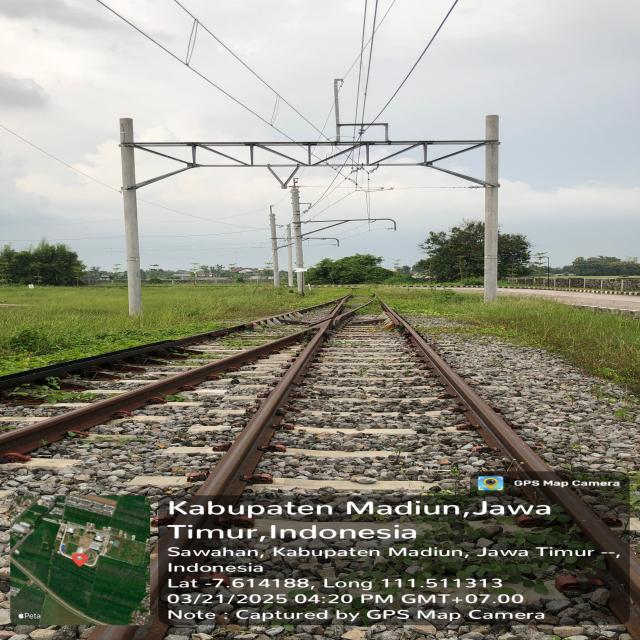 GPS Map Camera
Kabupaten Madiun,Jawa
Timur,Indonesia
Sawahan, Kabupaten Madiun, Jawa Timur --,
Indonesia
Lat -7.614188, Long 111.511313
03/21/2025 04:20 PM GMT+07.00
Note : Captured by GPS Map Camera
Peta